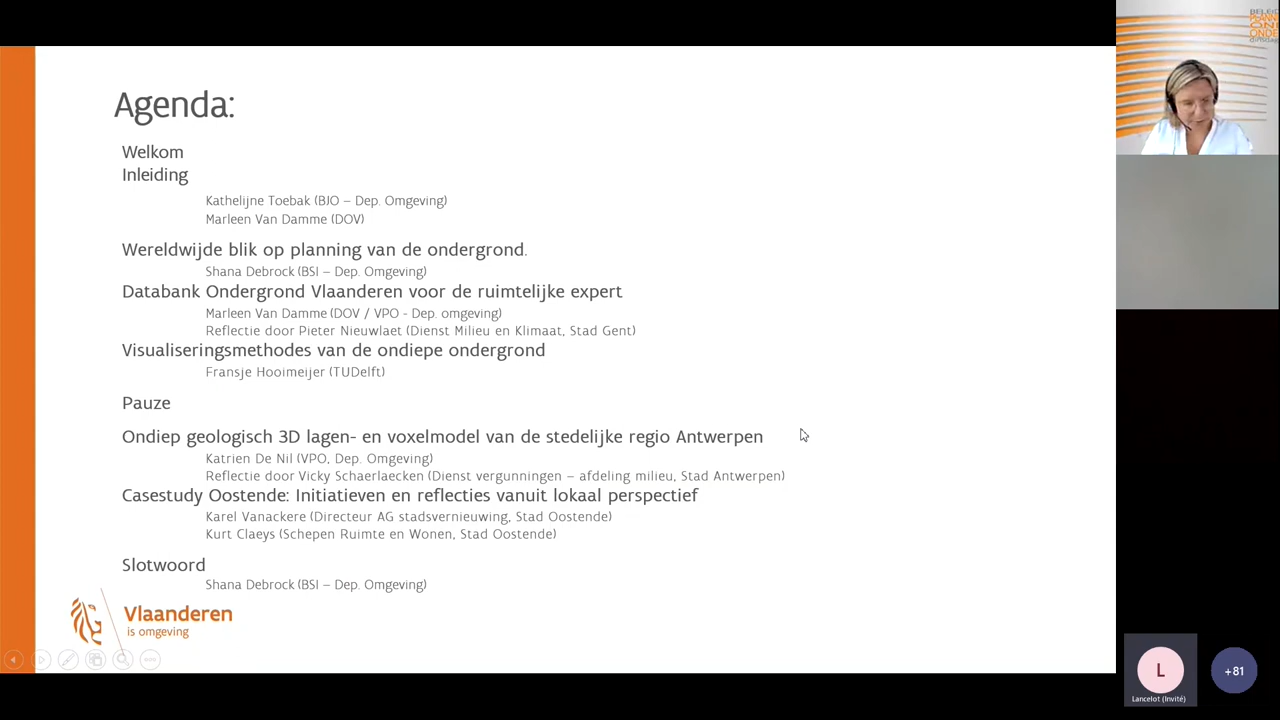 Agenda:
Welkom
Inleiding
Kathelijne Toebak (BJO – Dep. Omgeving)
Marleen Van Damme (DOV)
Wereldwijde blik op planning van de ondergrond.
Shana Debrock (BSI – Dep. Omgeving)
Databank Ondergrond Vlaanderen voor de ruimtelijke expert
Marleen Van Damme (DOV / VPO - Dep. omgeving)
Reflectie door Pieter Nieuwlaet (Dienst Milieu en Klimaat, Stad Gent)
Visualiseringsmethodes van de ondiepe ondergrond
Fransje Hooimeijer (TUDelft)
Pauze
Ondiep geologisch 3D lagen- en voxelmodel van de stedelijke regio Antwerpen
Katrien De Nil (VPO, Dep. Omgeving)
Reflectie door Vicky Schaerlaecken (Dienst vergunningen – afdeling milieu, Stad Antwerpen)
Casestudy Oostende: Initiatieven en reflecties vanuit lokaal perspectief
Karel Vanackere (Directeur AG stadsvernieuwing, Stad Oostende)
Kurt Claeys (Schepen Ruimte en Wonen, Stad Oostende)
Slotwoord
Shana Debrock (BSI – Dep. Omgeving)
Vlaanderen
is omgeving
L
Lancelot (Invité)
+81